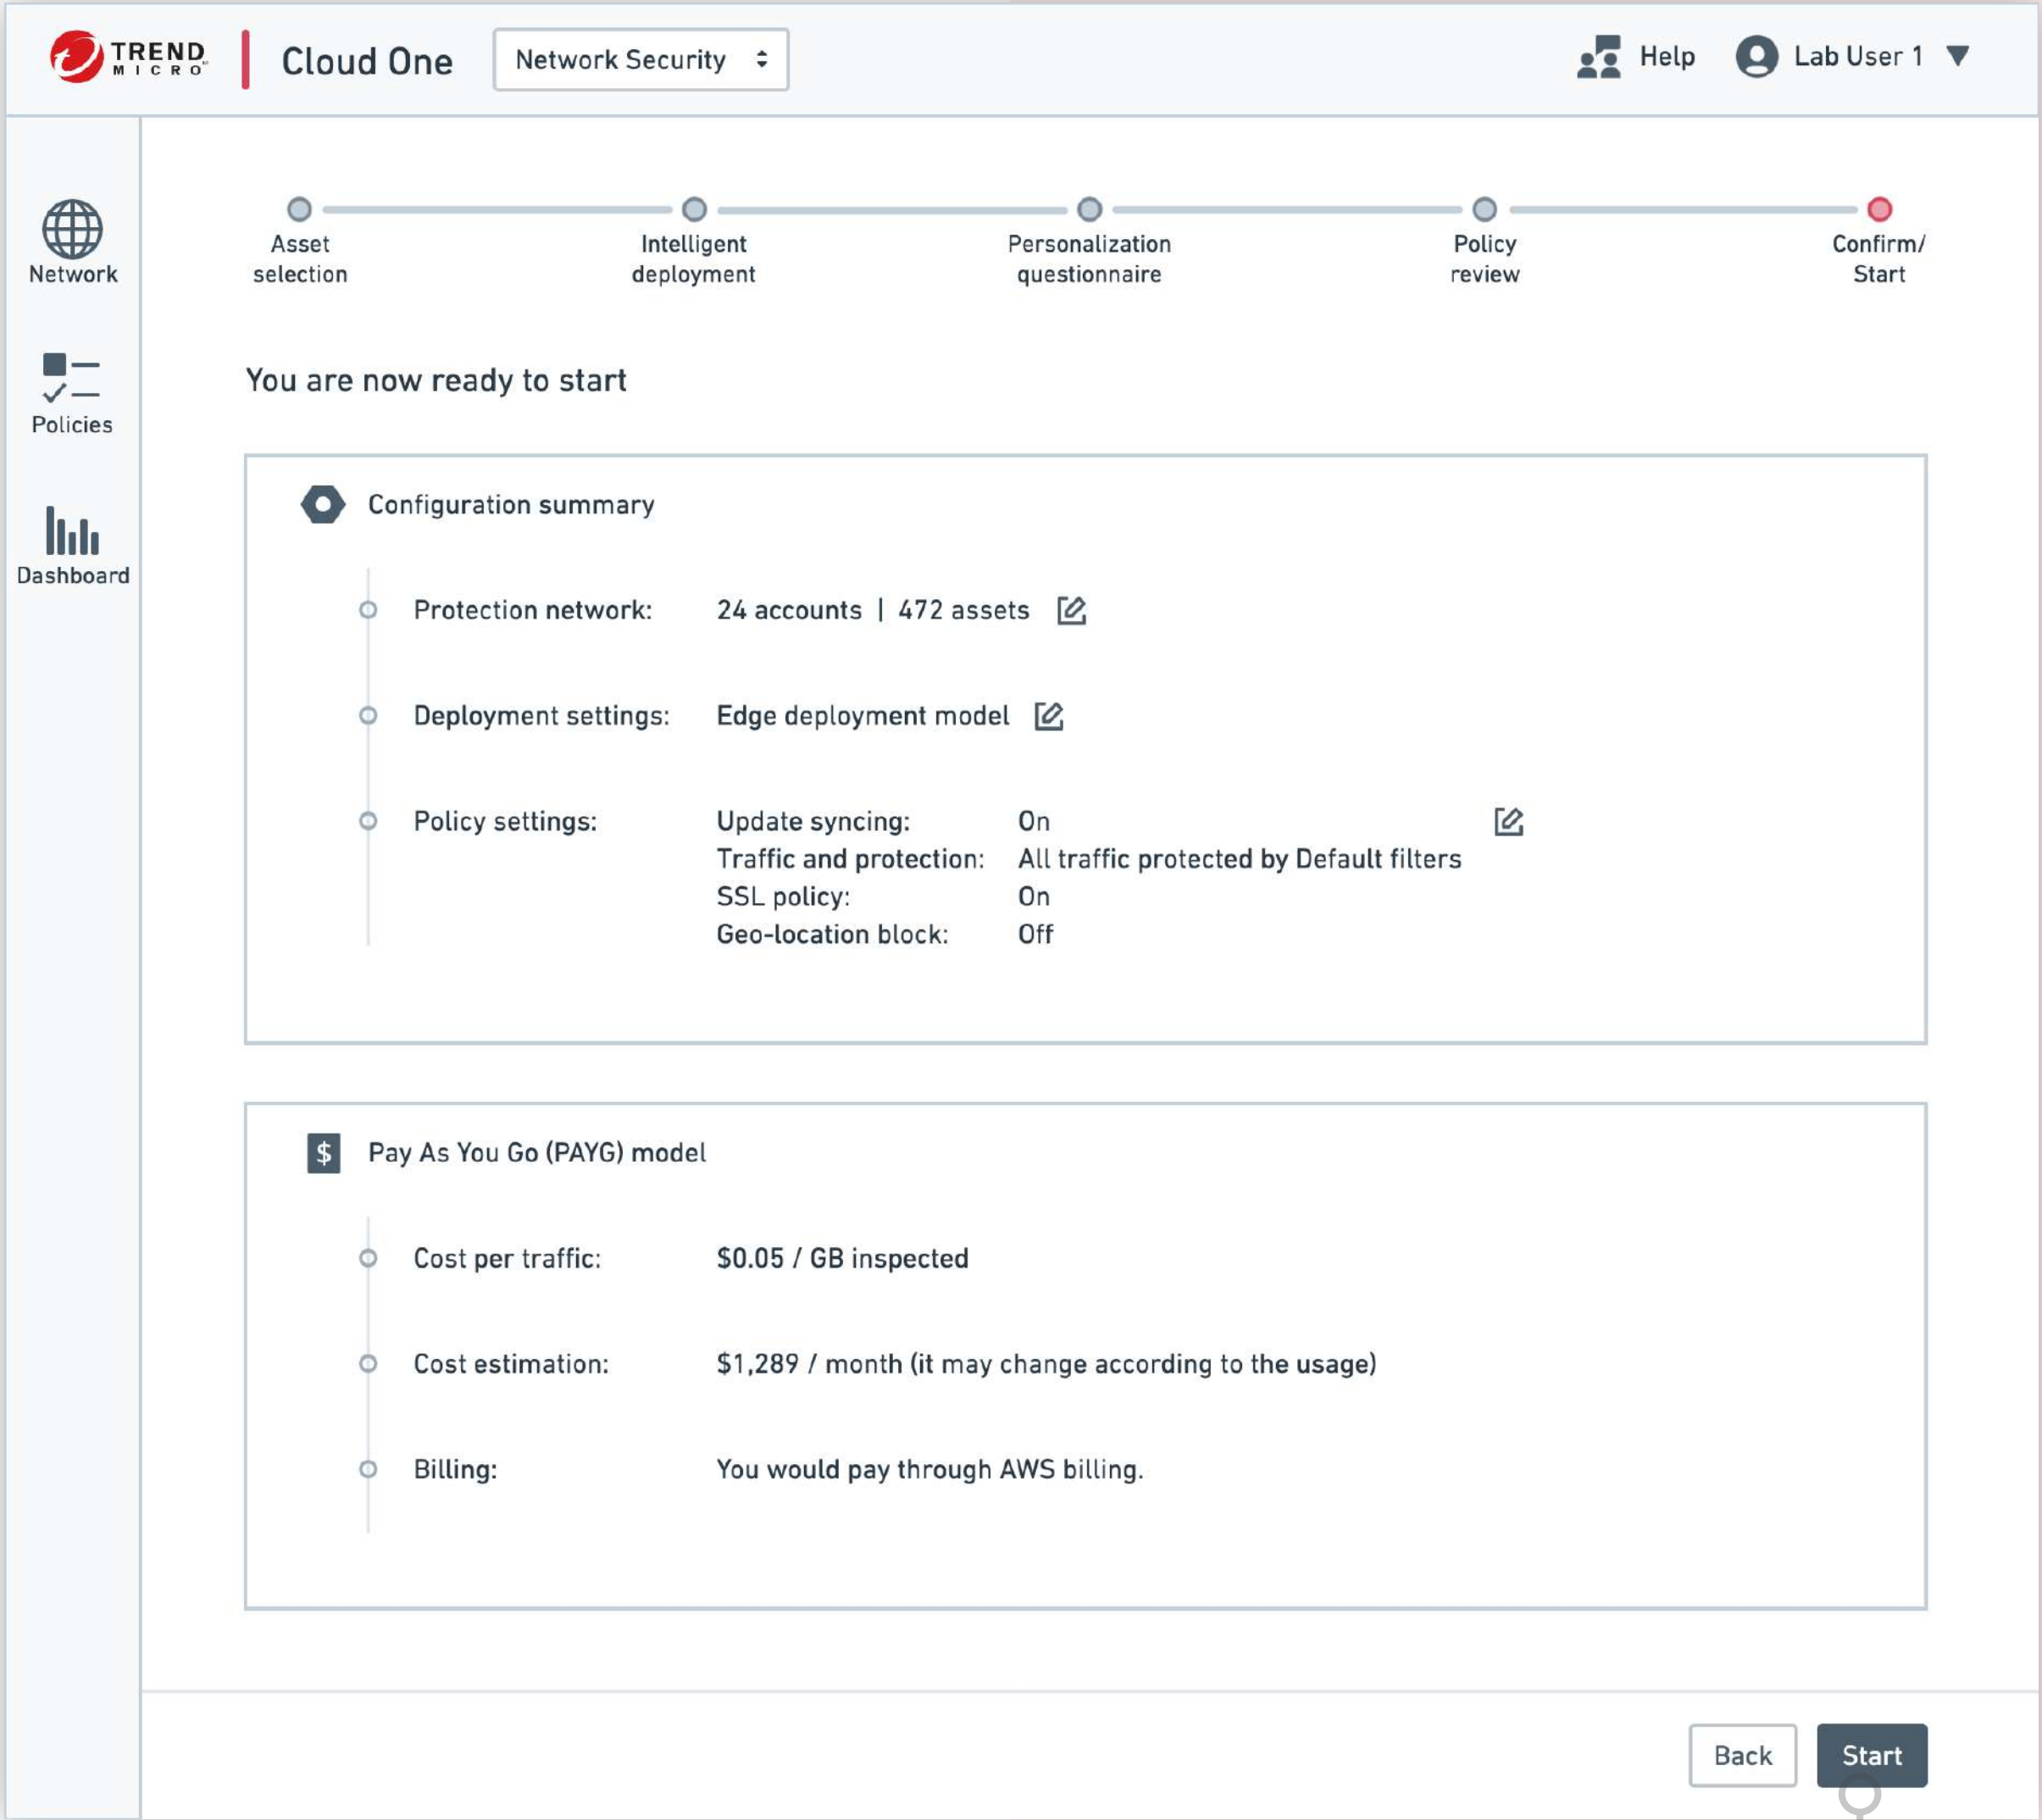 TREND MICRO
Cloud One
Network Security
Help
Lab User 1
Network
Policies
Dashboard
Asset selection
Intelligent deployment
Personalization questionnaire
Policy review
Confirm/ Start
You are now ready to start
Configuration summary
Protection network: 24 accounts | 472 assets
Deployment settings: Edge deployment model
Policy settings: Update syncing: On
Traffic and protection: All traffic protected by Default filters
SSL policy: On
Geo-location block: Off
$ Pay As You Go (PAYG) model
Cost per traffic: $0.05 / GB inspected
Cost estimation: $1,289 / month (it may change according to the usage)
Billing: You would pay through AWS billing.
Back
Start